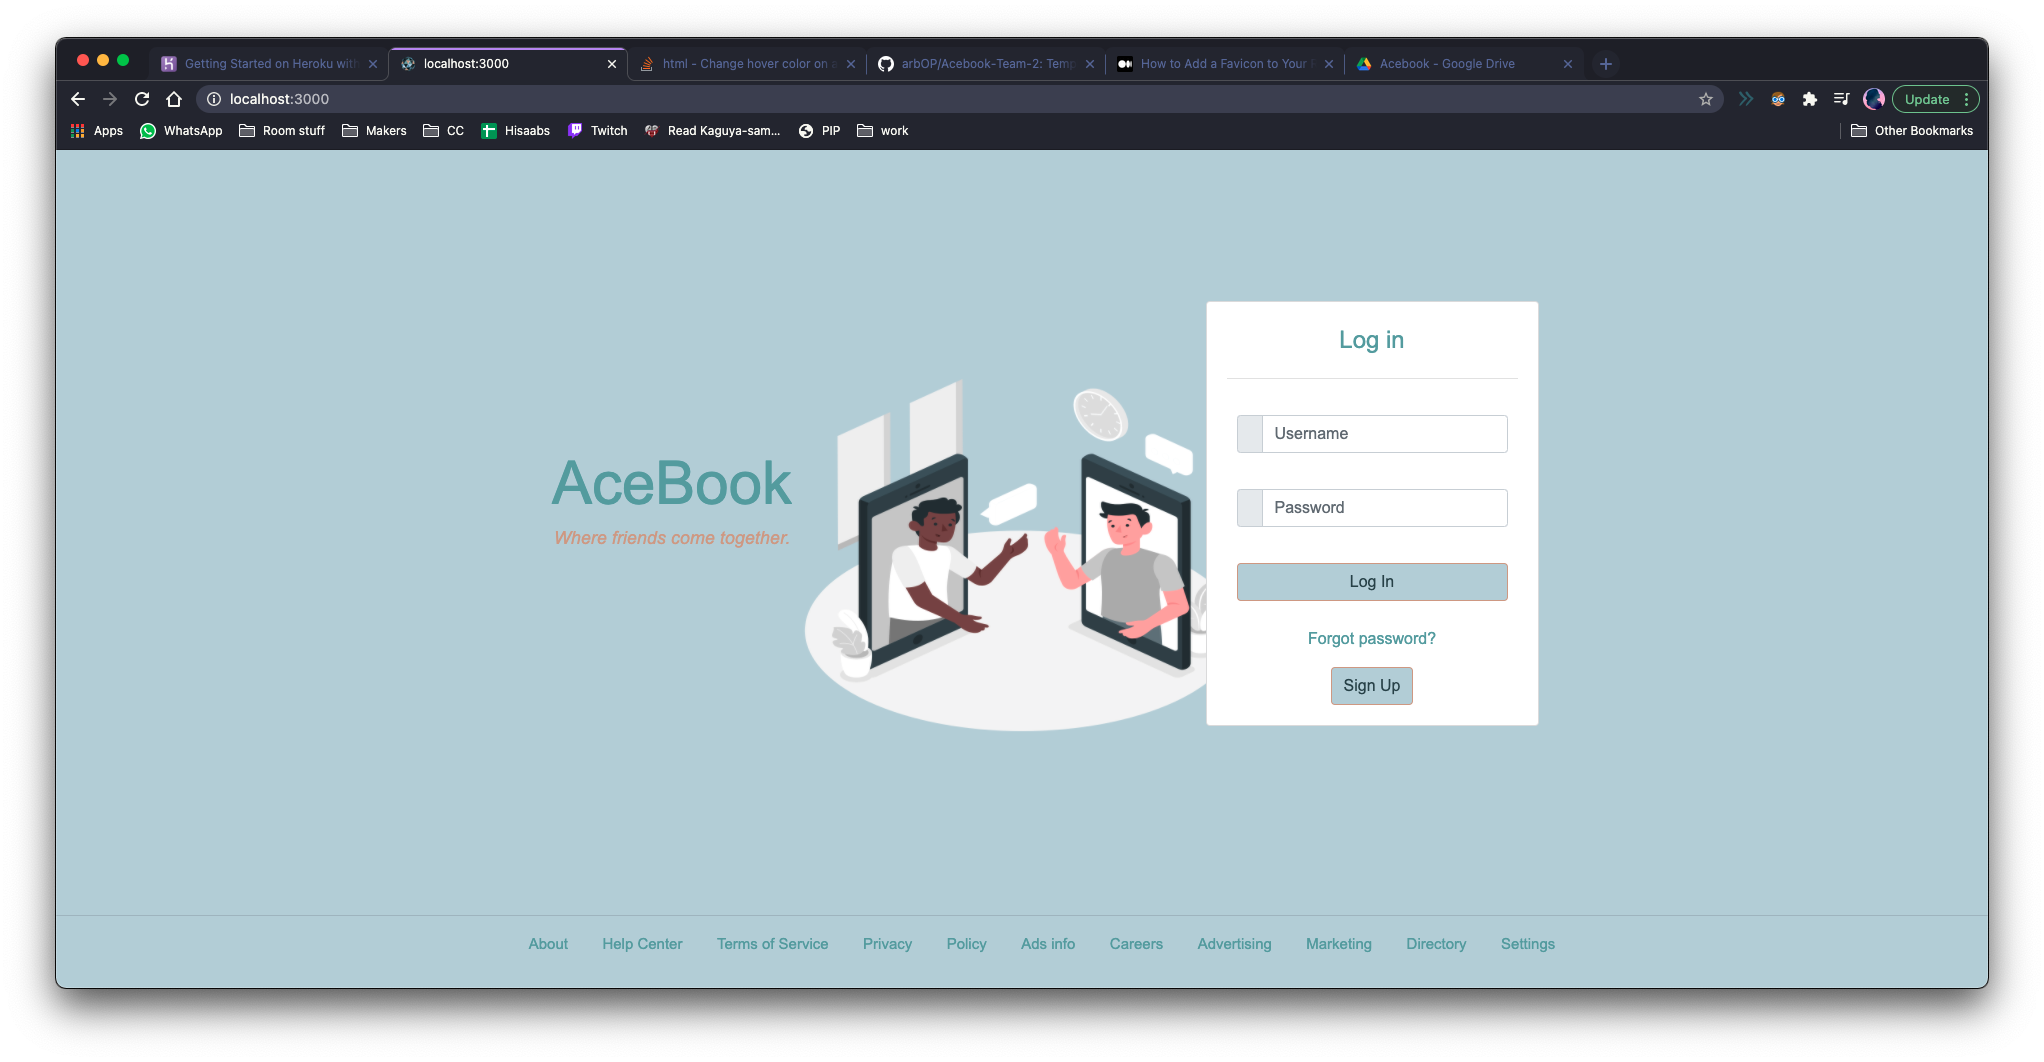 Getting Started on Heroku with
localhost:3000
html - Change hover color on a
arbOP/Acebook-Team-2: Temp
How to Add a Favicon to Your
Acebook - Google Drive
localhost:3000
Update
Apps
WhatsApp
Room stuff
Makers
CC
Hisaabs
Twitch
Read Kaguya-sam...
PIP
work
Other Bookmarks
AceBook
Where friends come together.
Log in
Username
Password
Log In
Forgot password?
Sign Up
About
Help Center
Terms of Service
Privacy
Policy
Ads info
Careers
Advertising
Marketing
Directory
Settings